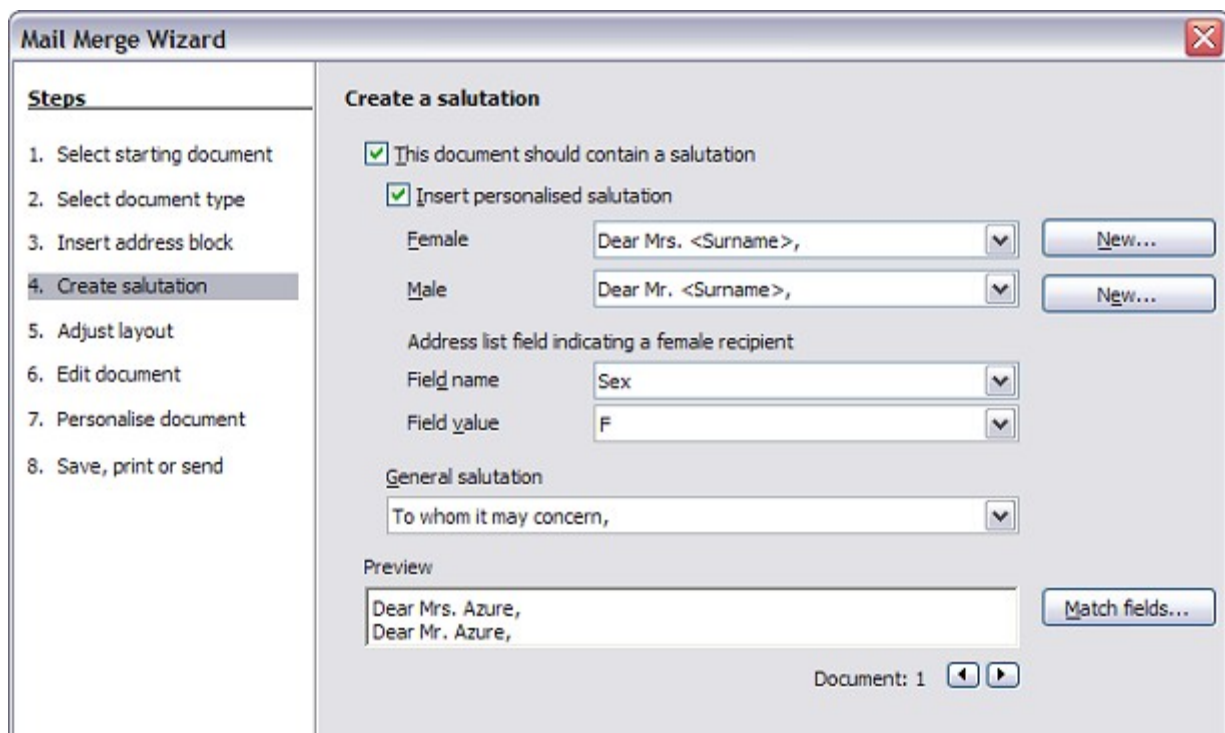 Mail Merge Wizard
Steps
1. Select starting document
2. Select document type
3. Insert address block
4. Create salutation
5. Adjust layout
6. Edit document
7. Personalise document
8. Save, print or send
Create a salutation
This document should contain a salutation
Insert personalised salutation
Female Dear Mrs. <Surname>, New...
Male Dear Mr. <Surname>, New...
Address list field indicating a female recipient
Field name Sex
Field value F
General salutation
To whom it may concern,
Preview
Dear Mrs. Azure,
Dear Mr. Azure,
Match fields...
Document: 1